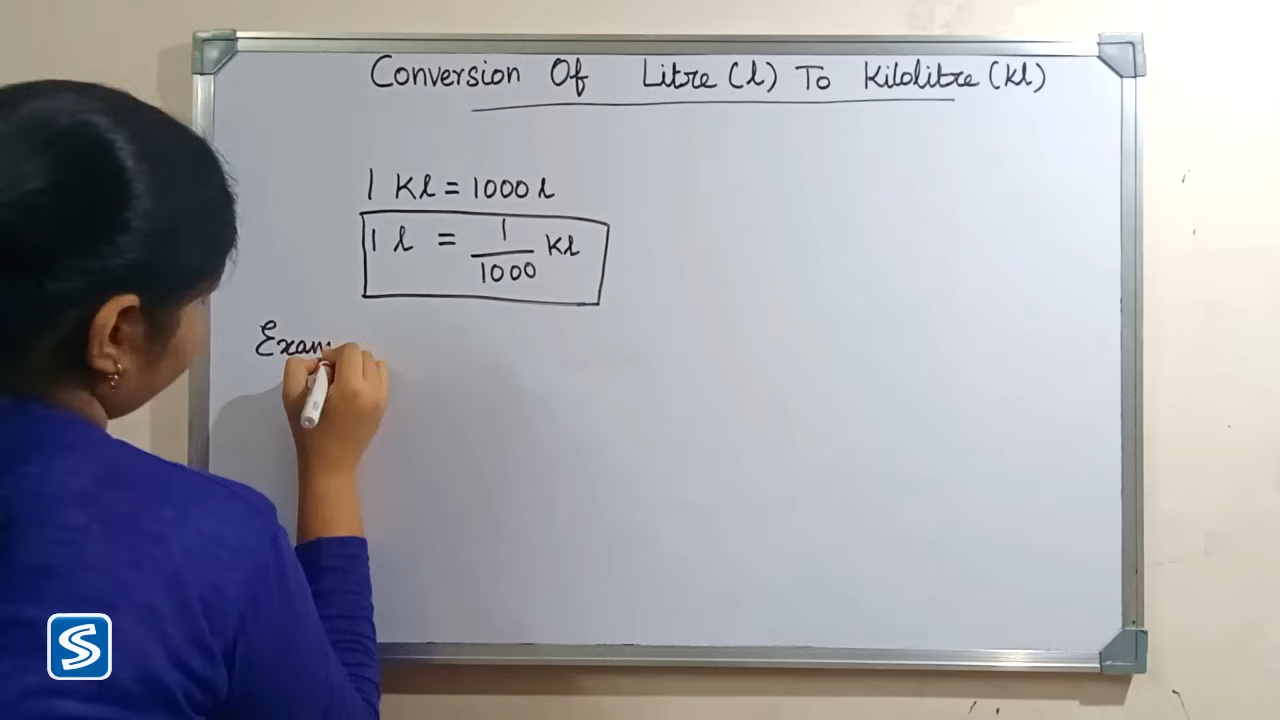 Conversion Of Litre (l) To Kilolitre (Kl)
1 Kl = 1000 l
1 l = 1/1000 Kl
Exam
S